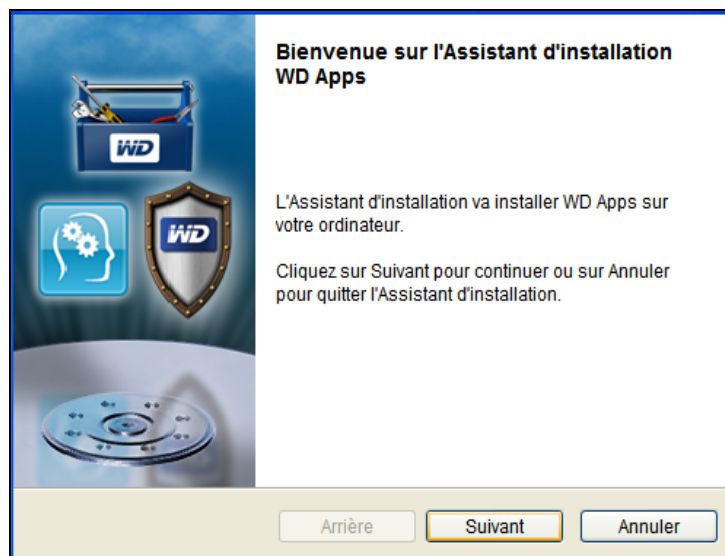 Bienvenue sur l'Assistant d'installation
WD Apps
WD
WD
L'Assistant d'installation va installer WD Apps sur
votre ordinateur.
Cliquez sur Suivant pour continuer ou sur Annuler
pour quitter l'Assistant d'installation.
Arrière
Suivant
Annuler